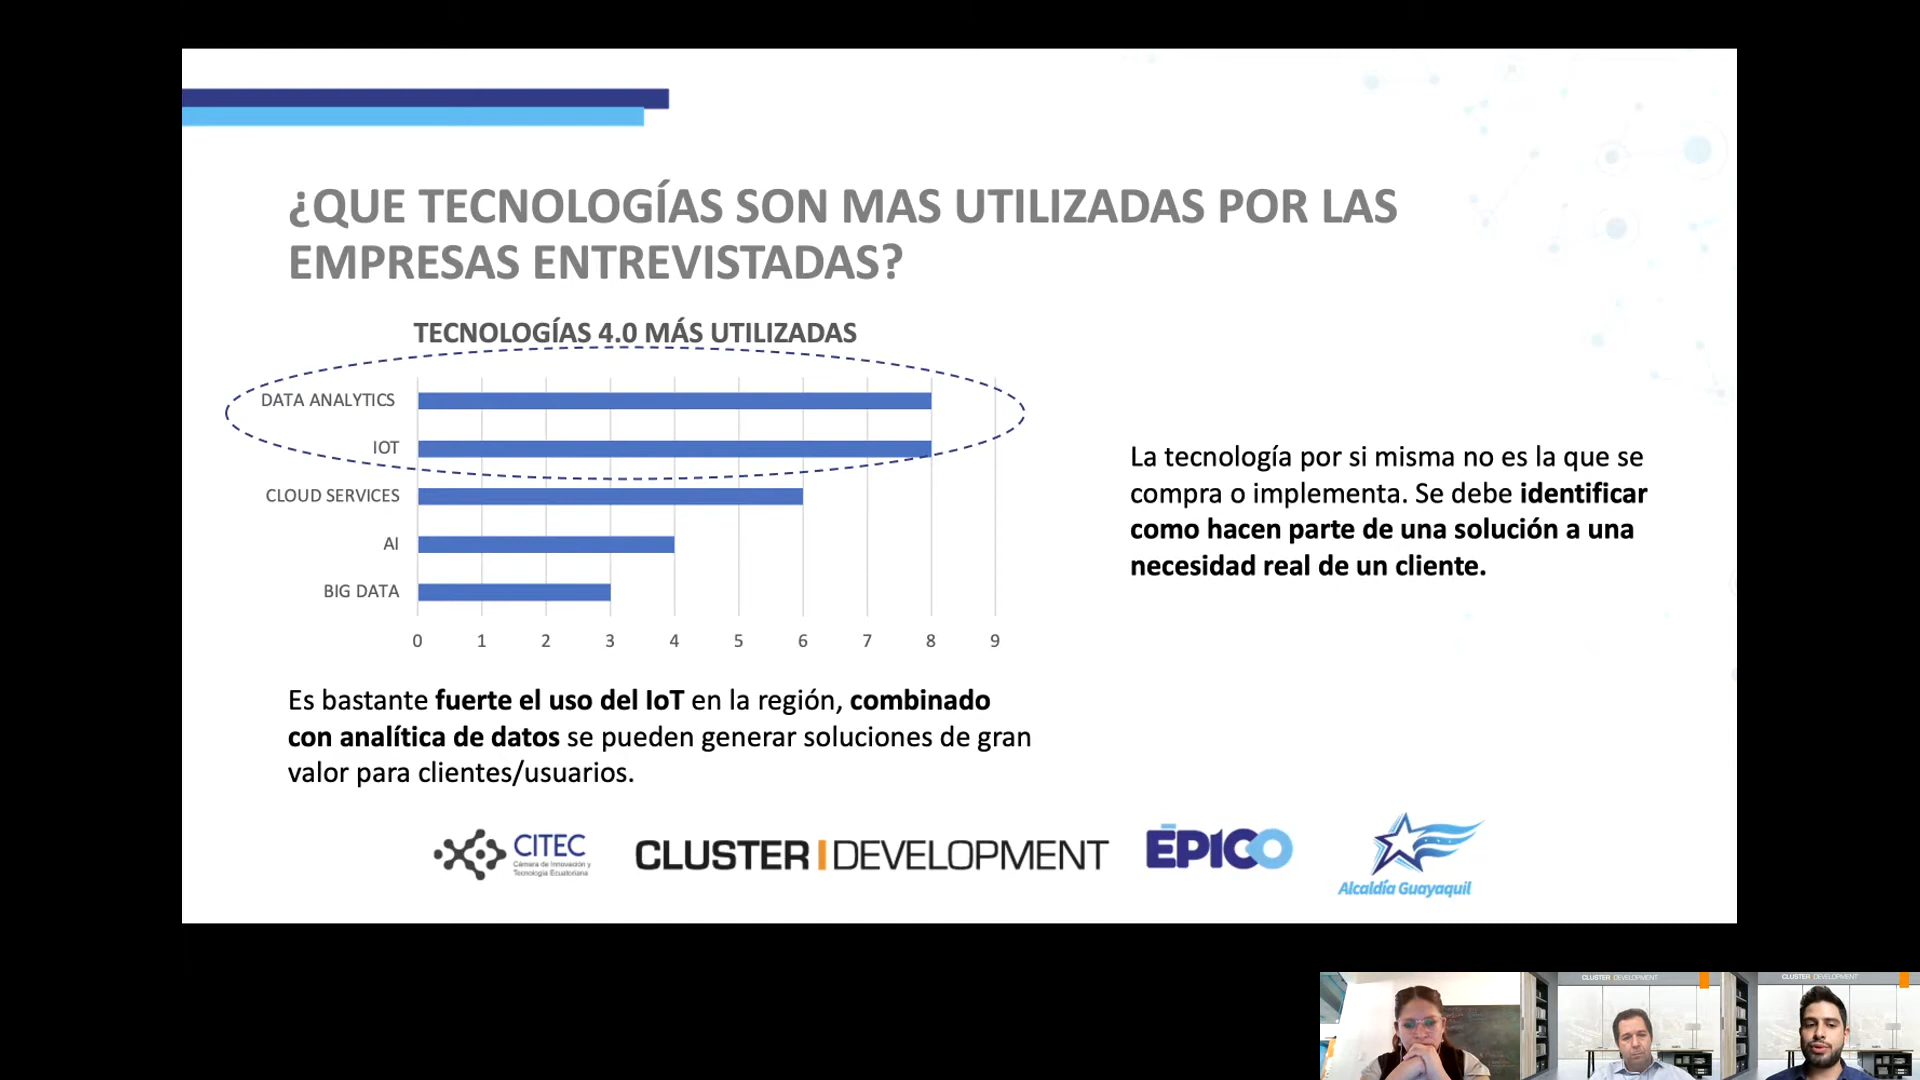 ¿QUE TECNOLOGÍAS SON MAS UTILIZADAS POR LAS
EMPRESAS ENTREVISTADAS?
TECNOLOGÍAS 4.0 MÁS UTILIZADAS
DATA ANALYTICS
IOT
CLOUD SERVICES
AI
BIG DATA
0 1 2 3 4 5 6 7 8 9
Es bastante fuerte el uso del IoT en la región, combinado
con analítica de datos se pueden generar soluciones de gran
valor para clientes/usuarios.
La tecnología por si misma no es la que se
compra o implementa. Se debe identificar
como hacen parte de una solución a una
necesidad real de un cliente.
CITEC
Cámara de Innovación y
Tecnología Ecuatoriana
CLUSTER DEVELOPMENT
ĒPICO
Alcaldía Guayaquil
CLUSTER DEVELOPMENT
CLUSTER DEVELOPMENT